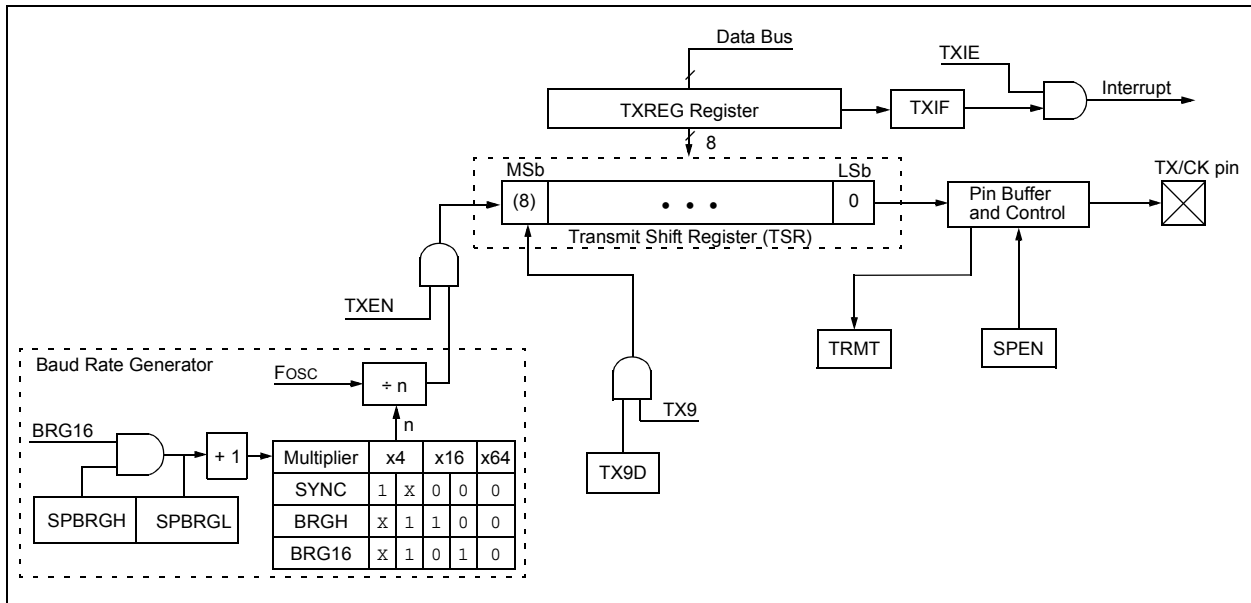 Data Bus
TXIE
Interrupt
TXREG Register
TXIF
8
MSb
LSb
TX/CK pin
(8)
• • •
0
Pin Buffer
and Control
Transmit Shift Register (TSR)
TXEN
TRMT
SPEN
Baud Rate Generator
FOSC
÷ n
n
TX9
TX9D
BRG16
+ 1
SPBRGH
SPBRGL
Multiplier x4 x16 x64
SYNC 1 X 0 0 0
BRGH X 1 1 0 0
BRG16 X 1 0 1 0